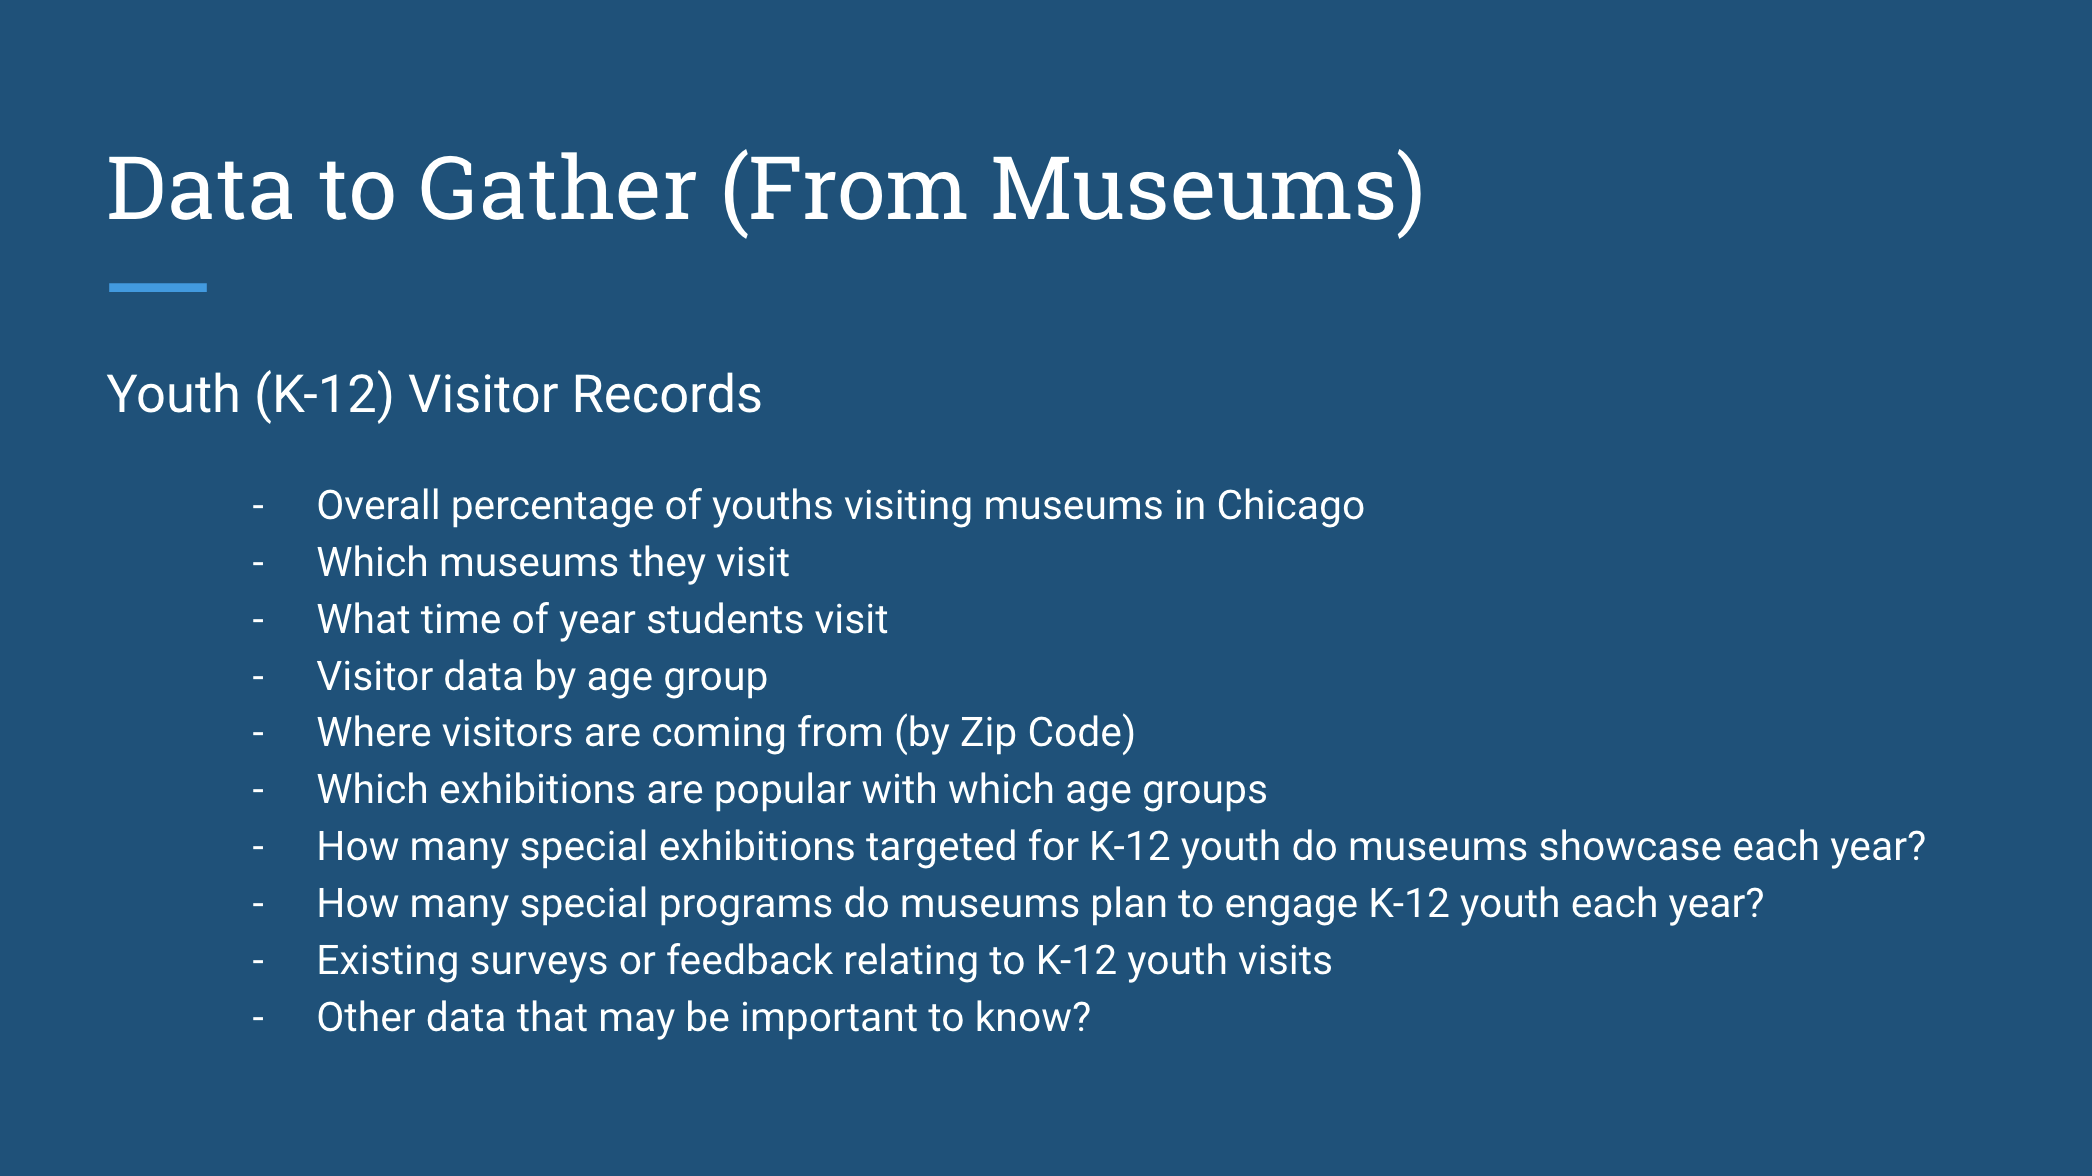 Data to Gather (From Museums)
Youth (K-12) Visitor Records
- Overall percentage of youths visiting museums in Chicago
- Which museums they visit
- What time of year students visit
- Visitor data by age group
- Where visitors are coming from (by Zip Code)
- Which exhibitions are popular with which age groups
- How many special exhibitions targeted for K-12 youth do museums showcase each year?
- How many special programs do museums plan to engage K-12 youth each year?
- Existing surveys or feedback relating to K-12 youth visits
- Other data that may be important to know?